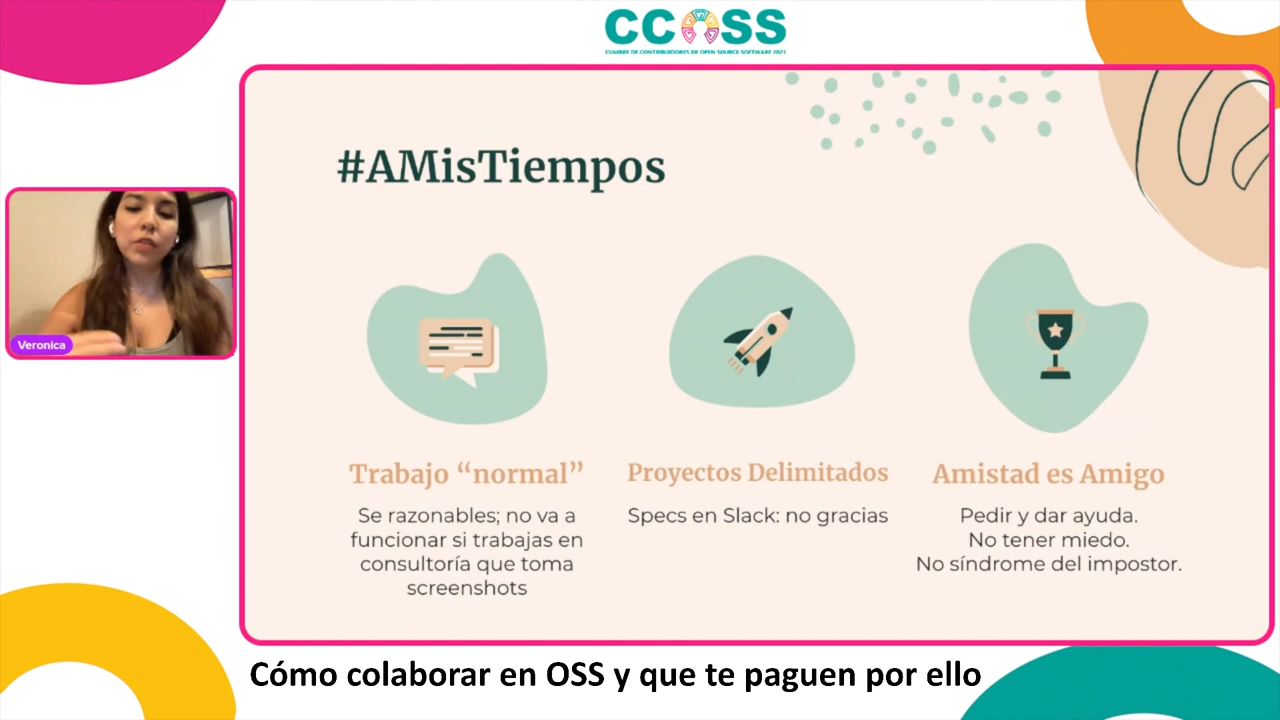 CCOSS
CUMBRE DE CONTRIBUIDORES DE OPEN SOURCE SOFTWARE 2021
#AMisTiempos
Veronica
Trabajo “normal”
Se razonables; no va a
funcionar si trabajas en
consultoría que toma
screenshots
Proyectos Delimitados
Specs en Slack: no gracias
Amistad es Amigo
Pedir y dar ayuda.
No tener miedo.
No síndrome del impostor.
Cómo colaborar en OSS y que te paguen por ello